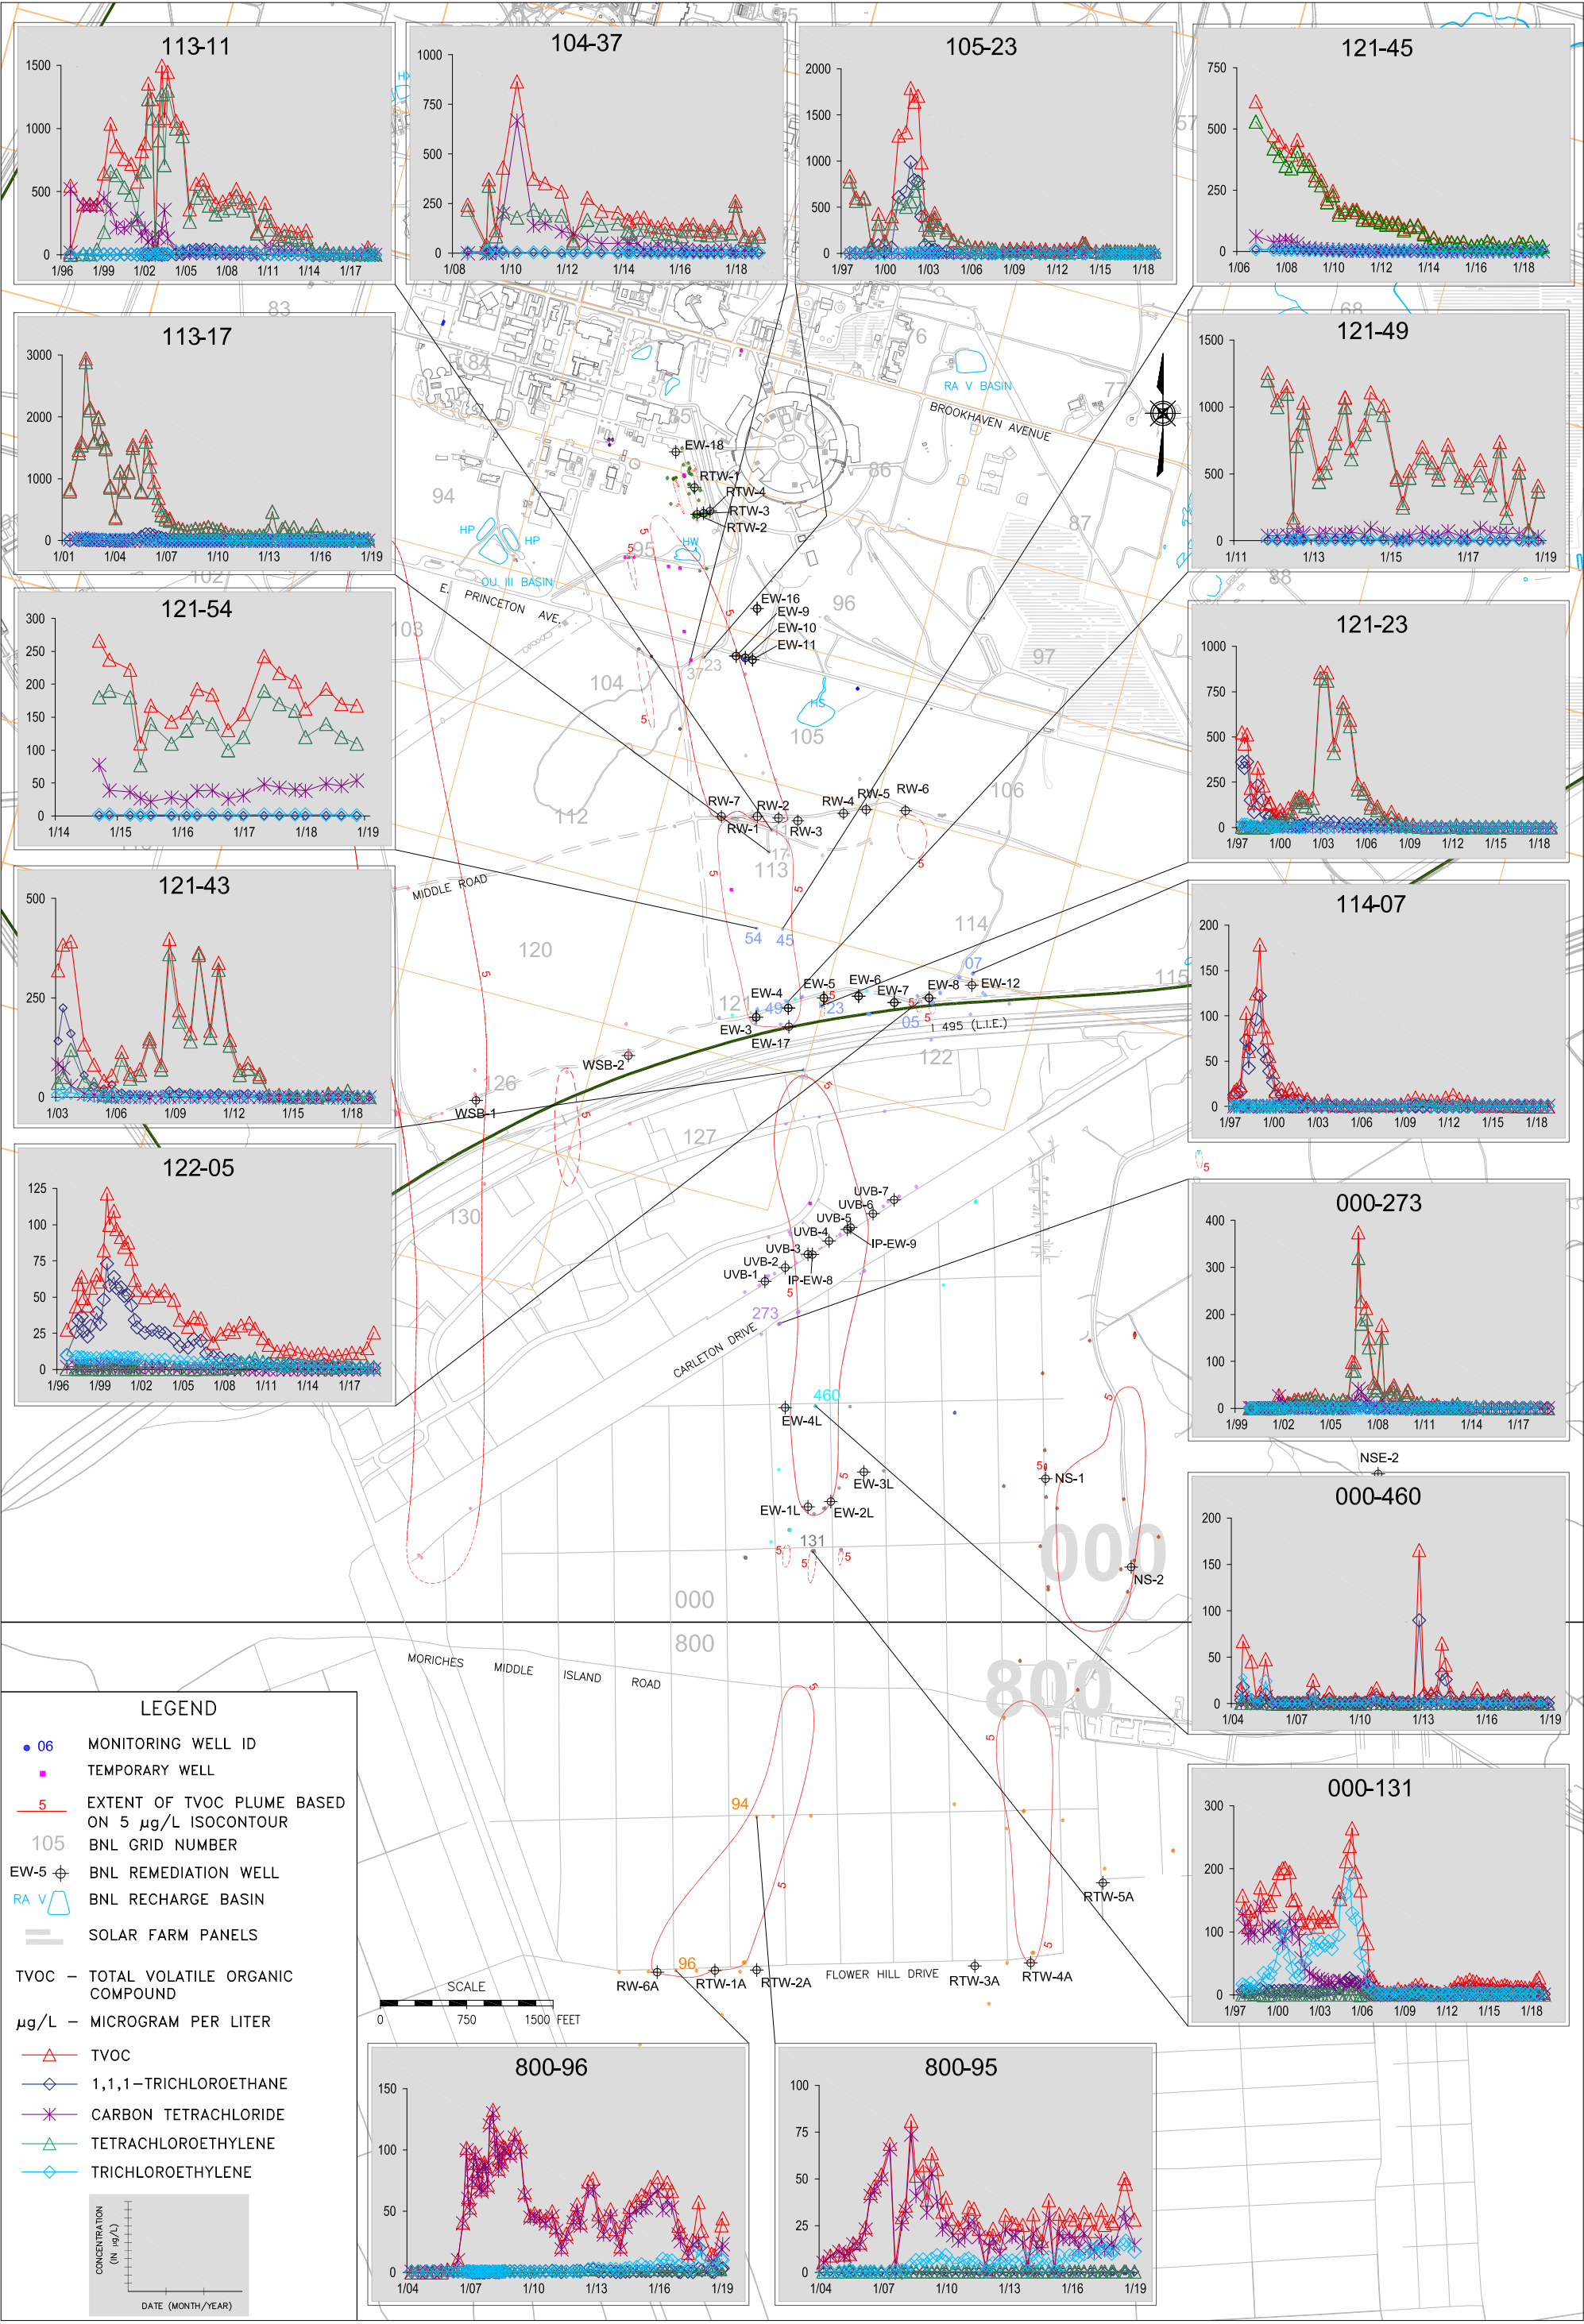 113-11
1500
1000
500
0
1/96 1/99 1/02 1/05 1/08 1/11 1/14 1/17
104-37
1000
750
500
250
0
1/08 1/10 1/12 1/14 1/16 1/18
105-23
2000
1500
1000
500
0
1/97 1/00 1/03 1/06 1/09 1/12 1/15 1/18
121-45
750
500
250
0
1/06 1/08 1/10 1/12 1/14 1/16 1/18
113-17
3000
2000
1000
0
1/01 1/04 1/07 1/10 1/13 1/16 1/19
121-49
1500
1000
500
0
1/11 1/13 1/15 1/17 1/19
121-54
300
250
200
150
100
50
0
1/14 1/15 1/16 1/17 1/18 1/19
121-23
1000
750
500
250
0
1/97 1/00 1/03 1/06 1/09 1/12 1/15 1/18
121-43
500
250
0
1/03 1/06 1/09 1/12 1/15 1/18
114-07
200
150
100
50
0
1/97 1/00 1/03 1/06 1/09 1/12 1/15 1/18
122-05
125
100
75
50
25
0
1/96 1/99 1/02 1/05 1/08 1/11 1/14 1/17
000-273
400
300
200
100
0
1/99 1/02 1/05 1/08 1/11 1/14 1/17
000-460
200
150
100
50
0
1/04 1/07 1/10 1/13 1/16 1/19
000-131
300
200
100
0
1/97 1/00 1/03 1/06 1/09 1/12 1/15 1/18
800-96
150
100
50
0
1/04 1/07 1/10 1/13 1/16 1/19
800-95
100
75
50
25
0
1/04 1/07 1/10 1/13 1/16 1/19
83
84
85
76
77
68
57
RA V BASIN
BROOKHAVEN AVENUE
EW-18
RTW-1
RTW-4
RTW-3
RTW-2
86
87
88
94
95
96
97
HP
HP
HW
OU III BASIN
E. PRINCETON AVE.
102
103
104
105
106
EW-16
EW-9
EW-10
EW-11
37
23
HS
112
113
114
115
RW-7
RW-2
RW-4
RW-5
RW-6
RW-1
RW-3
17
MIDDLE ROAD
54
45
120
07
EW-12
EW-4
EW-5
EW-6
EW-7
EW-8
49
23
05
EW-3
EW-17
I 495 (L.I.E.)
122
WSB-2
WSB-1
126
127
130
UVB-7
UVB-6
UVB-5
UVB-4
IP-EW-9
UVB-3
UVB-2
UVB-1
IP-EW-8
273
CARLETON DRIVE
460
EW-4L
EW-3L
EW-1L
EW-2L
131
NS-1
NS-2
NSE-2
000
000
800
800
MORICHES MIDDLE ISLAND ROAD
94
96
RW-6A
RTW-1A
RTW-2A
FLOWER HILL DRIVE
RTW-3A
RTW-4A
RTW-5A
SCALE
0 750 1500 FEET
LEGEND
06 MONITORING WELL ID
TEMPORARY WELL
5 EXTENT OF TVOC PLUME BASED
ON 5 µg/L ISOCONTOUR
105 BNL GRID NUMBER
EW-5 BNL REMEDIATION WELL
RA V BNL RECHARGE BASIN
SOLAR FARM PANELS
TVOC – TOTAL VOLATILE ORGANIC
COMPOUND
µg/L – MICROGRAM PER LITER
TVOC
1,1,1-TRICHLOROETHANE
CARBON TETRACHLORIDE
TETRACHLOROETHYLENE
TRICHLOROETHYLENE
CONCENTRATION
(IN µg/L)
DATE (MONTH/YEAR)